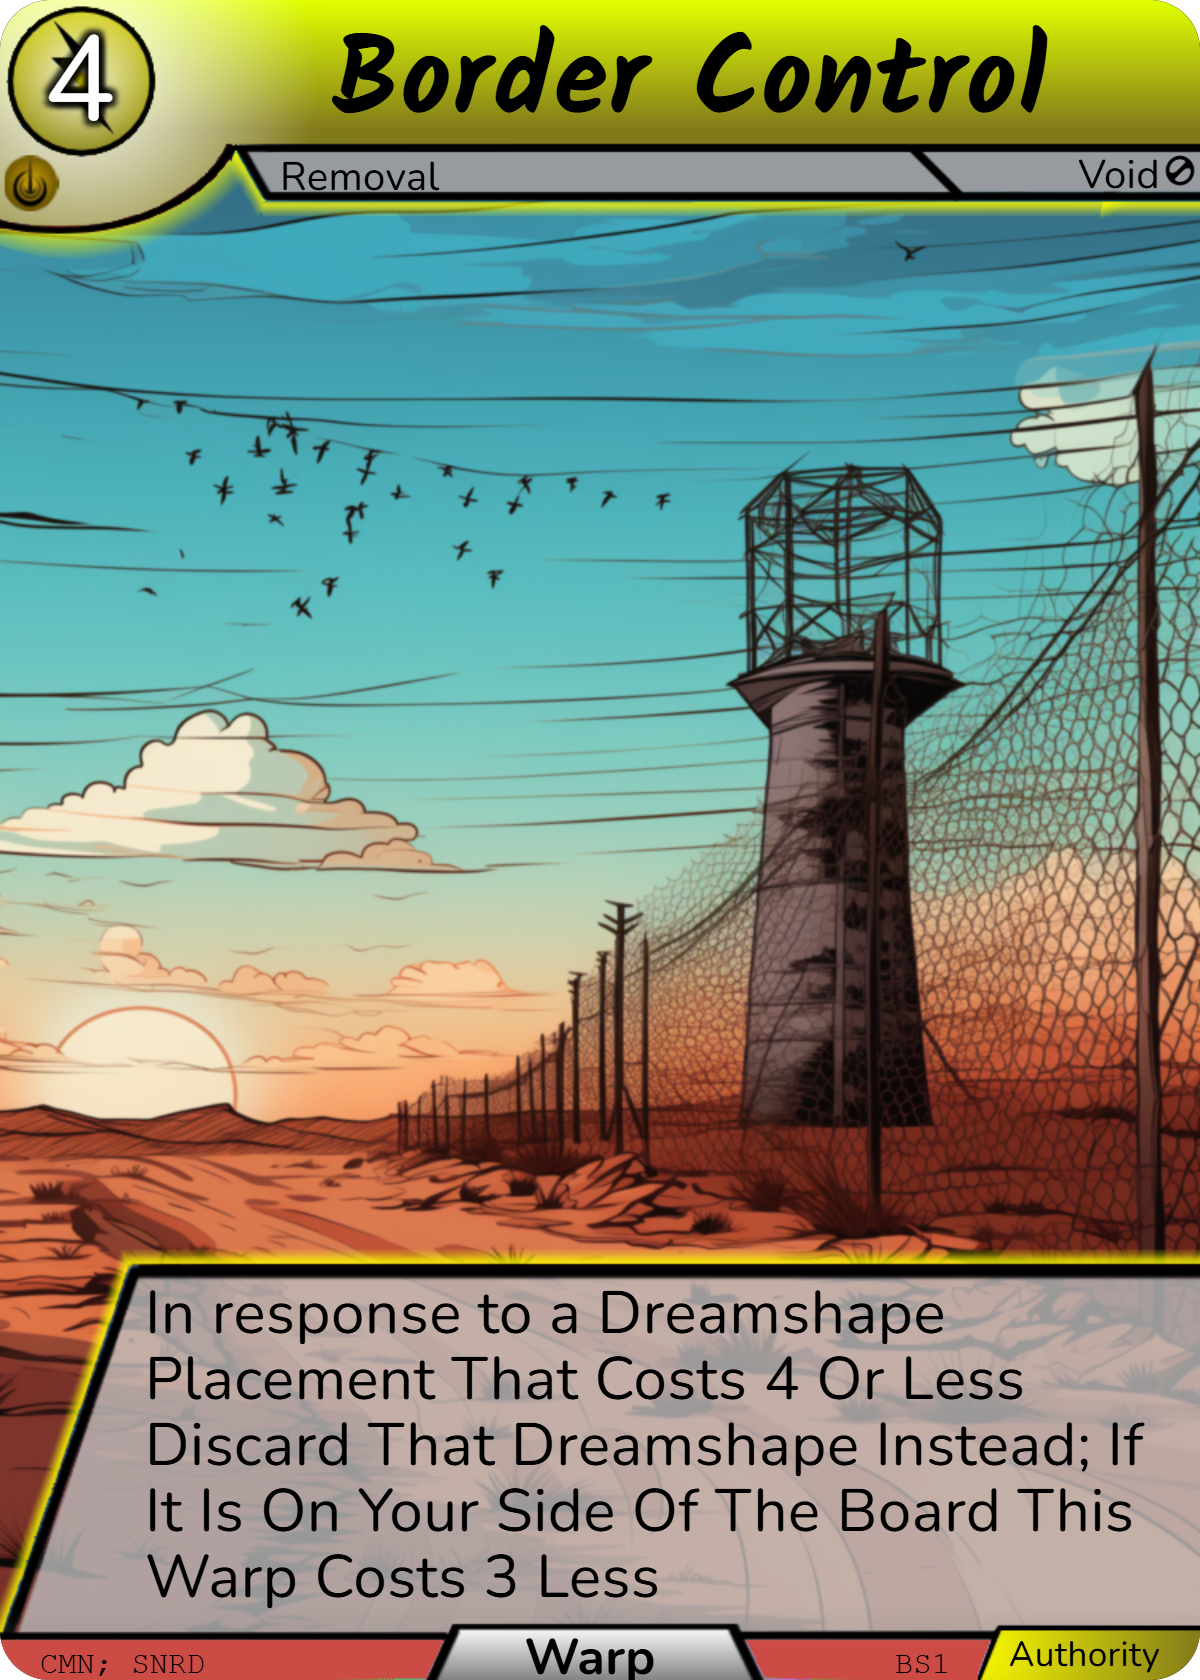 4
Border Control
Removal
Void
In response to a Dreamshape
Placement That Costs 4 Or Less
Discard That Dreamshape Instead; If
It Is On Your Side Of The Board This
Warp Costs 3 Less
CMN; SNRD
Warp
BS1
Authority